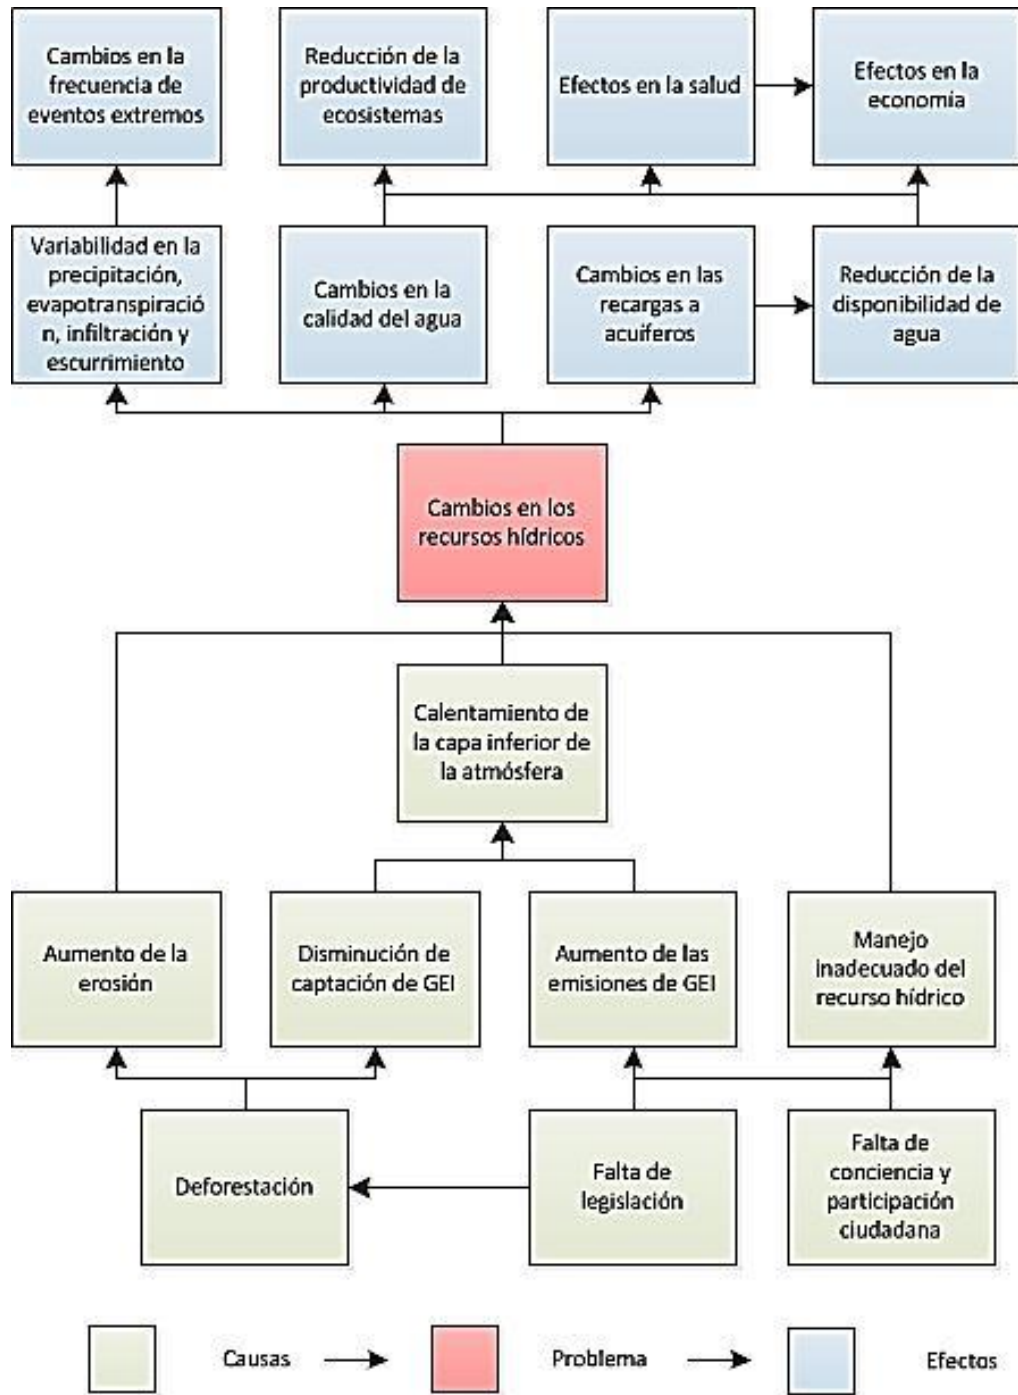 Cambios en la
frecuencia de
eventos extremos
Reducción de la
productividad de
ecosistemas
Efectos en la salud
Efectos en la
economía
Variabilidad en la
precipitación,
evapotranspiració
n, infiltración y
escurrimiento
Cambios en la
calidad del agua
Cambios en las
recargas a
acuíferos
Reducción de la
disponibilidad de
agua
Cambios en los
recursos hídricos
Calentamiento de
la capa inferior de
la atmósfera
Aumento de la
erosión
Disminución de
captación de GEI
Aumento de las
emisiones de GEI
Manejo
inadecuado del
recurso hídrico
Deforestación
Falta de
legislación
Falta de
conciencia y
participación
ciudadana
Causas
Problema
Efectos